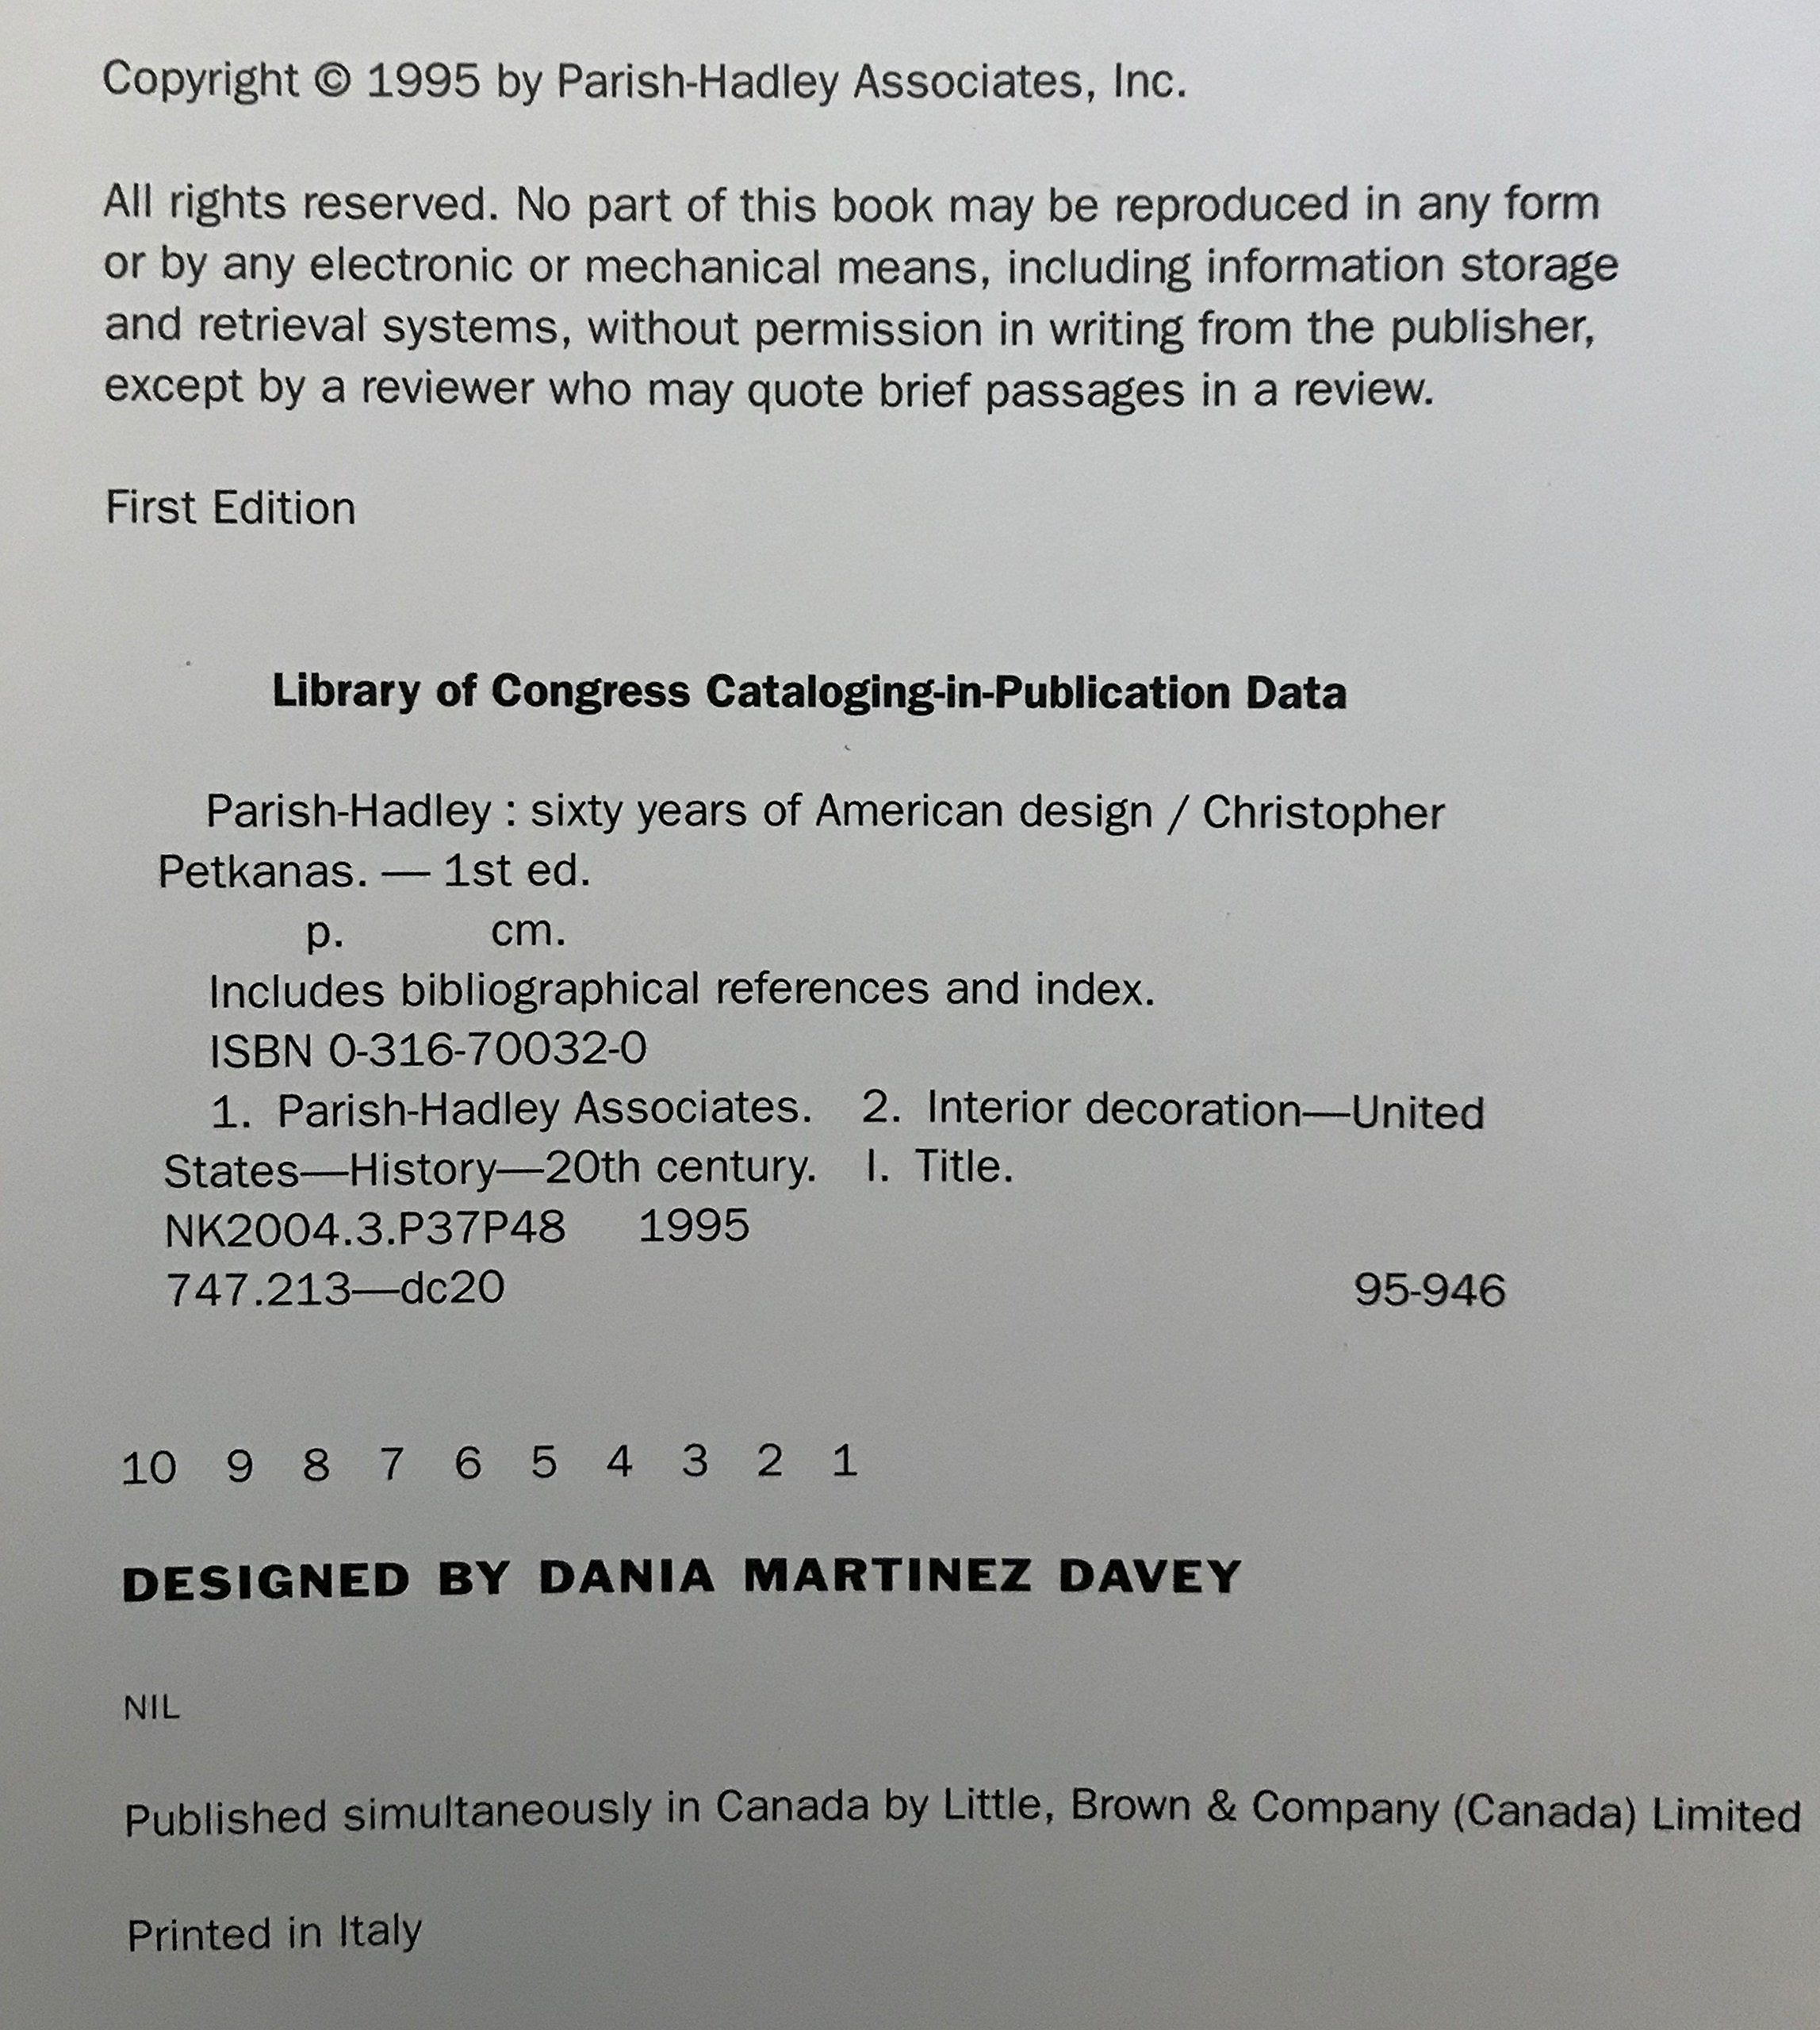 Copyright © 1995 by Parish-Hadley Associates, Inc.
All rights reserved. No part of this book may be reproduced in any form
or by any electronic or mechanical means, including information storage
and retrieval systems, without permission in writing from the publisher,
except by a reviewer who may quote brief passages in a review.
First Edition
Library of Congress Cataloging-in-Publication Data
Parish-Hadley : sixty years of American design / Christopher
Petkanas. — 1st ed.
p. cm.
Includes bibliographical references and index.
ISBN 0-316-70032-0
1. Parish-Hadley Associates. 2. Interior decoration—United
States—History—20th century. I. Title.
NK2004.3.P37P48 1995
747.213—dc20 95-946
10 9 8 7 6 5 4 3 2 1
DESIGNED BY DANIA MARTINEZ DAVEY
NIL
Published simultaneously in Canada by Little, Brown & Company (Canada) Limited
Printed in Italy